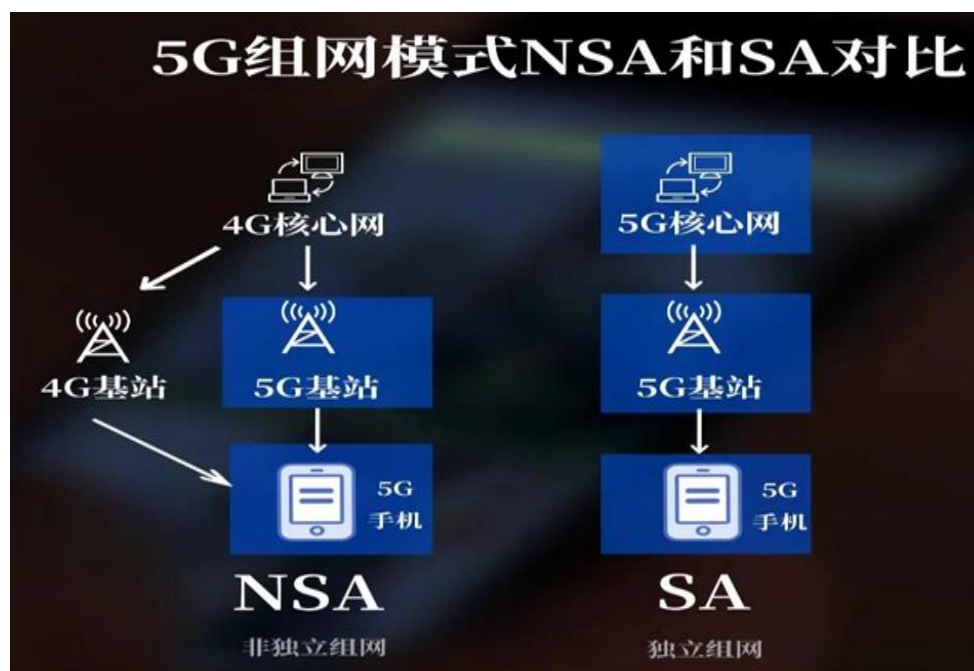 5G组网模式NSA和SA对比
4G核心网
5G核心网
4G基站
5G基站
5G基站
5G
手机
5G
手机
NSA
SA
非独立组网
独立组网